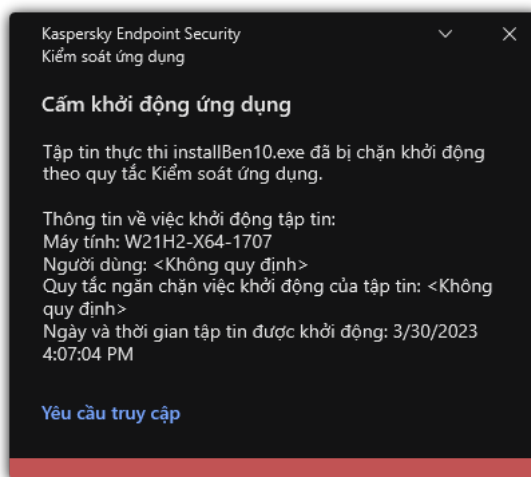 Kaspersky Endpoint Security
Kiểm soát ứng dụng
Cấm khởi động ứng dụng
Tập tin thực thi installBen10.exe đã bị chặn khởi động
theo quy tắc Kiểm soát ứng dụng.
Thông tin về việc khởi động tập tin:
Máy tính: W21H2-X64-1707
Người dùng: <Không quy định>
Quy tắc ngăn chặn việc khởi động của tập tin: <Không
quy định>
Ngày và thời gian tập tin được khởi động: 3/30/2023
4:07:04 PM
Yêu cầu truy cập